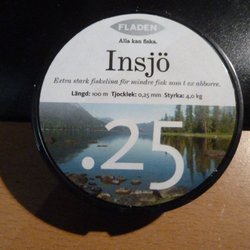 FLADEN
Alla kan fiska.
Insjö
Extra stark fiskelina för mindre fisk som t ex abborre.
Längd: 100 m Tjocklek: 0,25 mm Styrka: 4,0 kg
.25